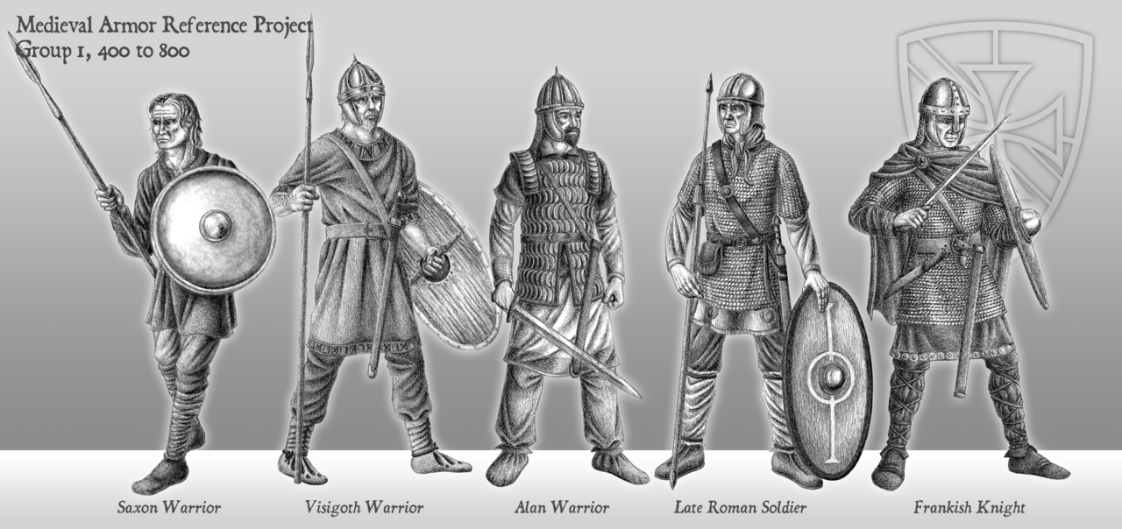 Medieval Armor Reference Project
Group 1, 400 to 800
Saxon Warrior
Visigoth Warrior
Alan Warrior
Late Roman Soldier
Frankish Knight